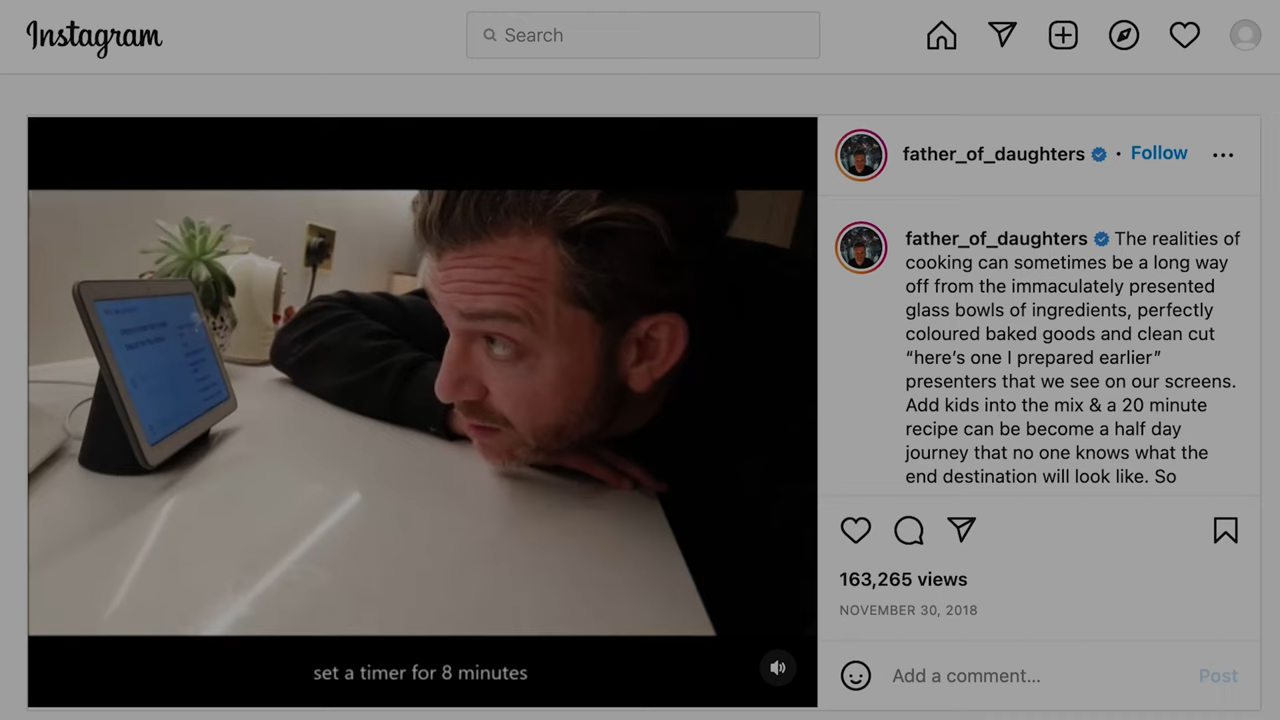 Instagram
Search
father_of_daughters • Follow
father_of_daughters The realities of
cooking can sometimes be a long way
off from the immaculately presented
glass bowls of ingredients, perfectly
coloured baked goods and clean cut
“here’s one I prepared earlier”
presenters that we see on our screens.
Add kids into the mix & a 20 minute
recipe can be become a half day
journey that no one knows what the
end destination will look like. So
163,265 views
NOVEMBER 30, 2018
set a timer for 8 minutes
Add a comment...
Post